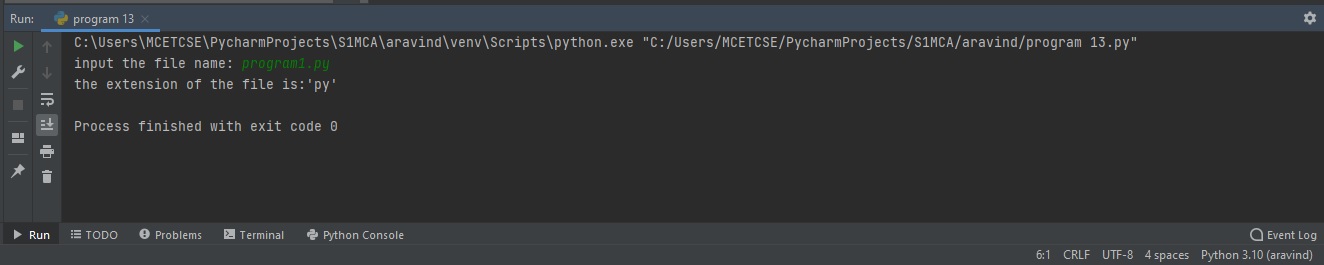 Run: program 13
C:\Users\MCETCSE\PycharmProjects\S1MCA\aravind\venv\Scripts\python.exe "C:/Users/MCETCSE/PycharmProjects/S1MCA/aravind/program 13.py"
input the file name: program1.py
the extension of the file is:'py'
Process finished with exit code 0
Run TODO Problems Terminal Python Console Event Log
6:1 CRLF UTF-8 4 spaces Python 3.10 (aravind)